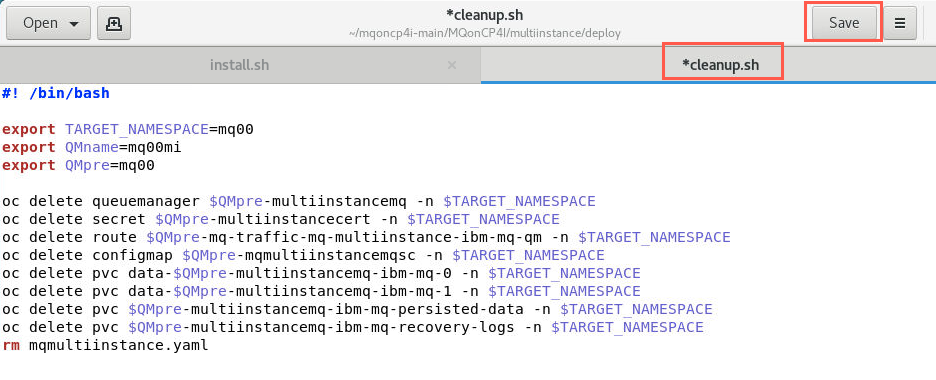 Open
*cleanup.sh
~/mqoncp4i-main/MQonCP4I/multiinstance/deploy
Save
install.sh
*cleanup.sh
#! /bin/bash
export TARGET_NAMESPACE=mq00
export QMname=mq00mi
export QMpre=mq00
oc delete queuemanager $QMpre-multiinstancemq -n $TARGET_NAMESPACE
oc delete secret $QMpre-multiinstancecert -n $TARGET_NAMESPACE
oc delete route $QMpre-mq-traffic-mq-multiinstance-ibm-mq-qm -n $TARGET_NAMESPACE
oc delete configmap $QMpre-mqmultiinstancemqsc -n $TARGET_NAMESPACE
oc delete pvc data-$QMpre-multiinstancemq-ibm-mq-0 -n $TARGET_NAMESPACE
oc delete pvc data-$QMpre-multiinstancemq-ibm-mq-1 -n $TARGET_NAMESPACE
oc delete pvc $QMpre-multiinstancemq-ibm-mq-persisted-data -n $TARGET_NAMESPACE
oc delete pvc $QMpre-multiinstancemq-ibm-mq-recovery-logs -n $TARGET_NAMESPACE
rm mqmultiinstance.yaml